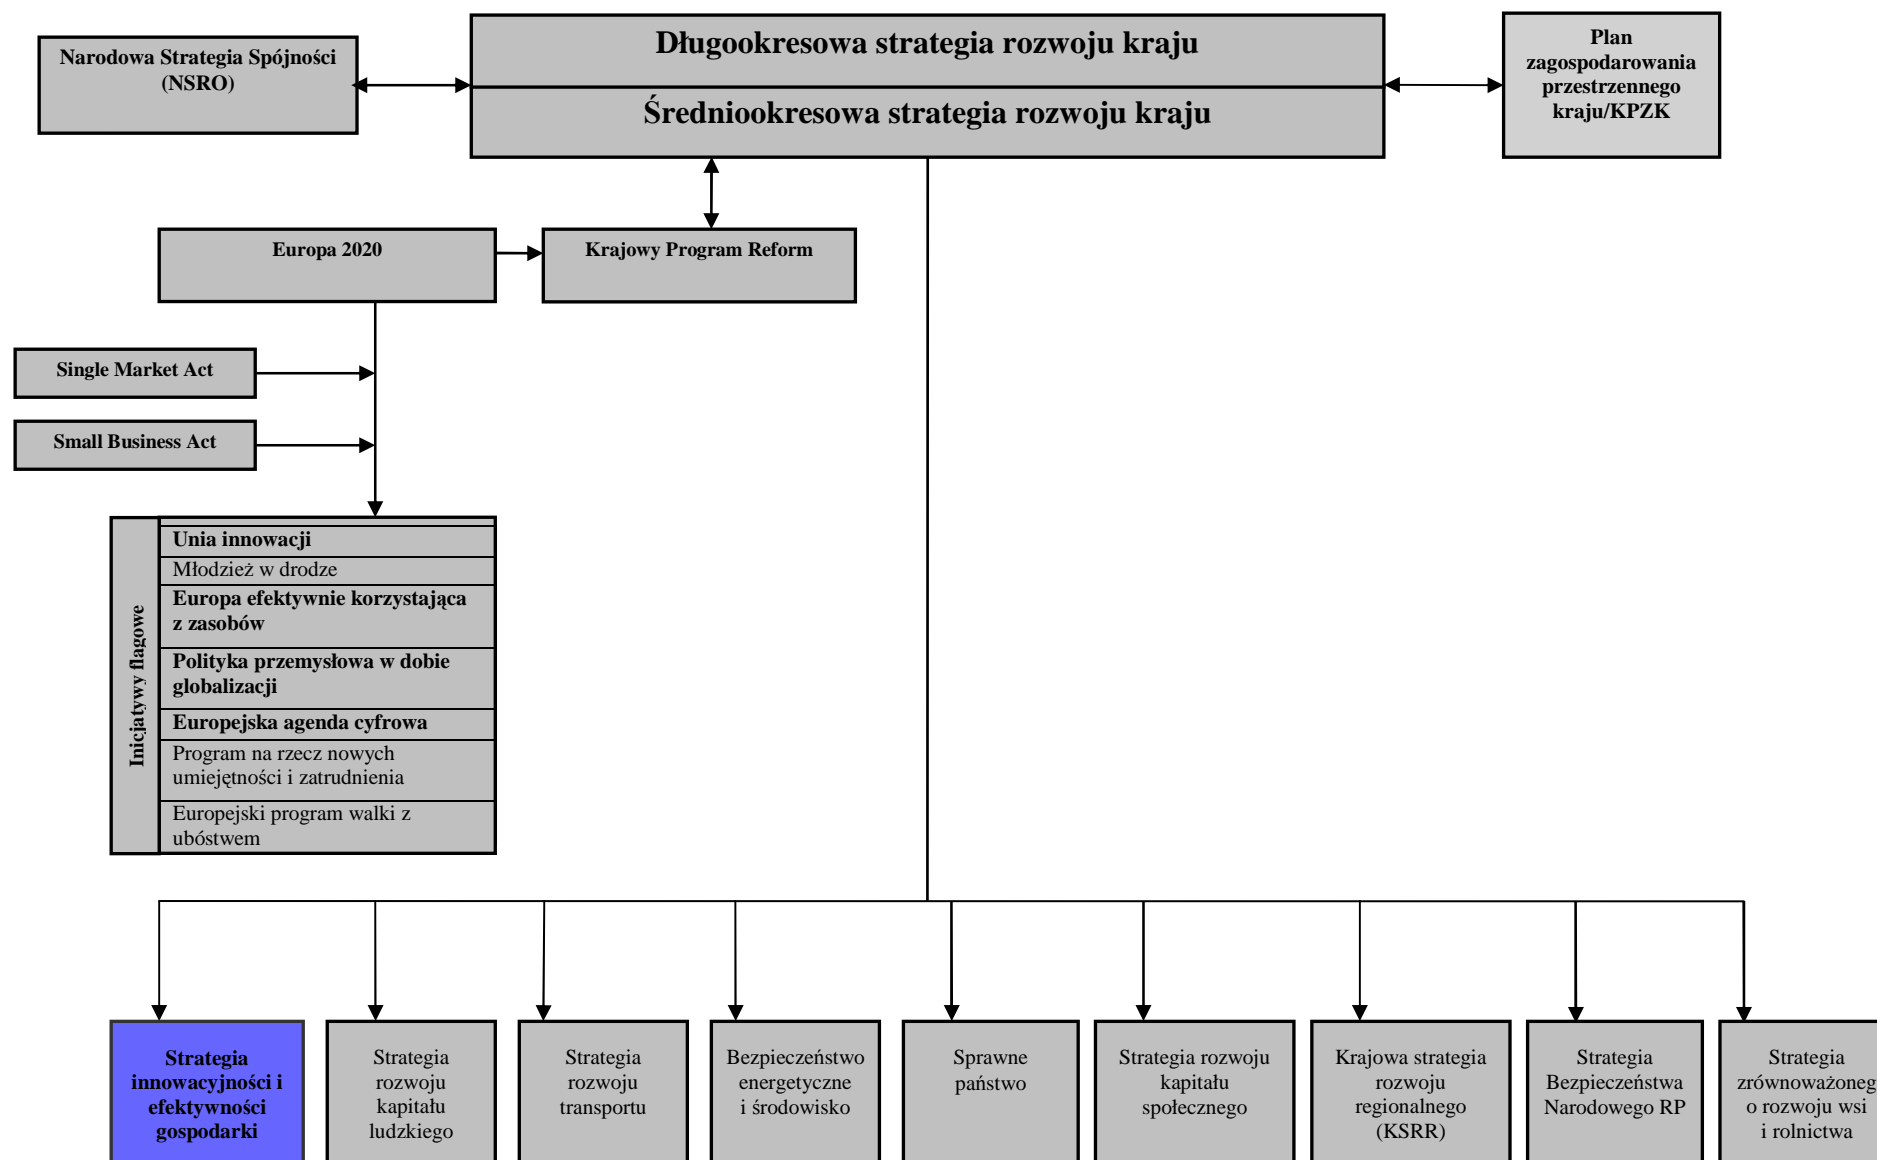 Narodowa Strategia Spójności
(NSRO)
Długookresowa strategia rozwoju kraju
Średniookresowa strategia rozwoju kraju
Plan
zagospodarowania
przestrzennego
kraju/KPZK
Europa 2020
Krajowy Program Reform
Single Market Act
Small Business Act
Inicjatywy flagowe
Unia innowacji
Młodzież w drodze
Europa efektywnie korzystająca
z zasobów
Polityka przemysłowa w dobie
globalizacji
Europejska agenda cyfrowa
Program na rzecz nowych
umiejętności i zatrudnienia
Europejski program walki z
ubóstwem
Strategia
innowacyjności i
efektywności
gospodarki
Strategia
rozwoju
kapitału
ludzkiego
Strategia
rozwoju
transportu
Bezpieczeństwo
energetyczne
i środowisko
Sprawne
państwo
Strategia rozwoju
kapitału
społecznego
Krajowa strategia
rozwoju
regionalnego
(KSRR)
Strategia
Bezpieczeństwa
Narodowego RP
Strategia
zrównoważoneg
o rozwoju wsi
i rolnictwa